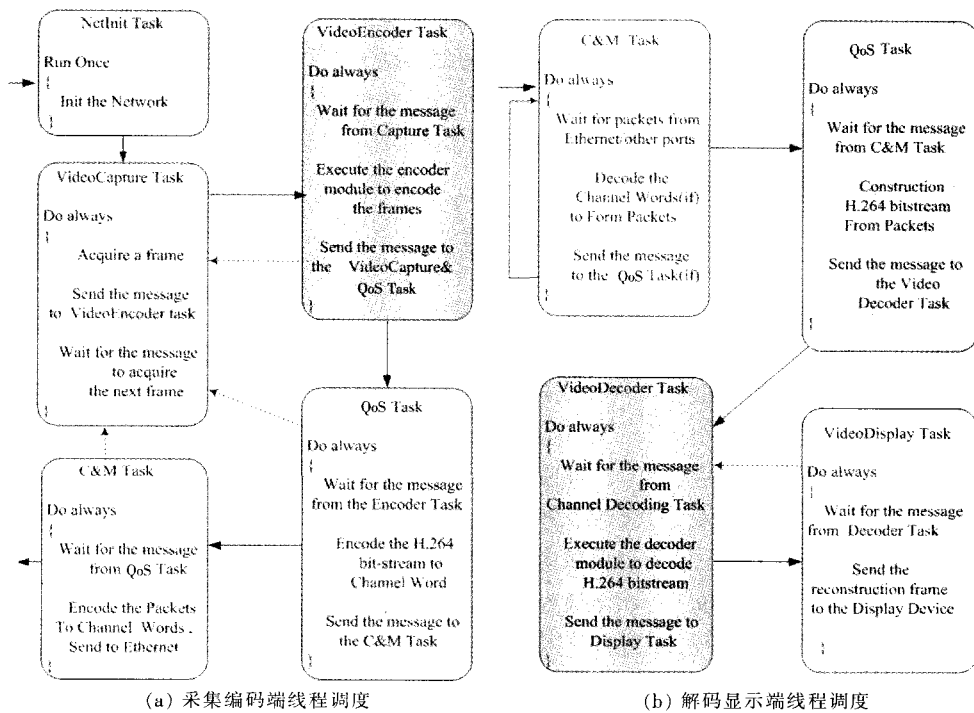 NetInit Task
Run Once
{
Init the Network
}
VideoCapture Task
Do always
{
Acquire a frame
Send the message
to VideoEncoder task
Wait for the message
to acquire
the next frame
}
C&M Task
Do always
{
Wait for the message
from QoS Task
Encode the Packets
To Channel Words ,
Send to Ethernet
}
VideoEncoder Task
Do always
{
Wait for the message
from Capture Task
Execute the encoder
module to encode
the frames
Send the message to
the VideoCapture&
QoS Task
}
QoS Task
Do always
{
Wait for the message
from the Encoder Task
Encode the H.264
bit-stream to
Channel Word
Send the message to
the C&M Task
}
(a) 采集编码端线程调度
C&M Task
Do always
{
Wait for packets from
Ethernet/other ports
Decode the
Channel Words(if)
to Form Packets
Send the message
to the QoS Task(if)
}
QoS Task
Do always
{
Wait for the message
from C&M Task
Construction
H.264 bitstream
From Packets
Send the message to
the Video
Decoder Task
}
VideoDecoder Task
Do always
{
Wait for the message
from
Channel Decoding Task
Execute the decoder
module to decode
H.264 bitstream
Send the message to
Display Task
}
VideoDisplay Task
Do always
{
Wait for the message
from Decoder Task
Send the
reconstruction frame
to the Display Device
}
(b) 解码显示端线程调度